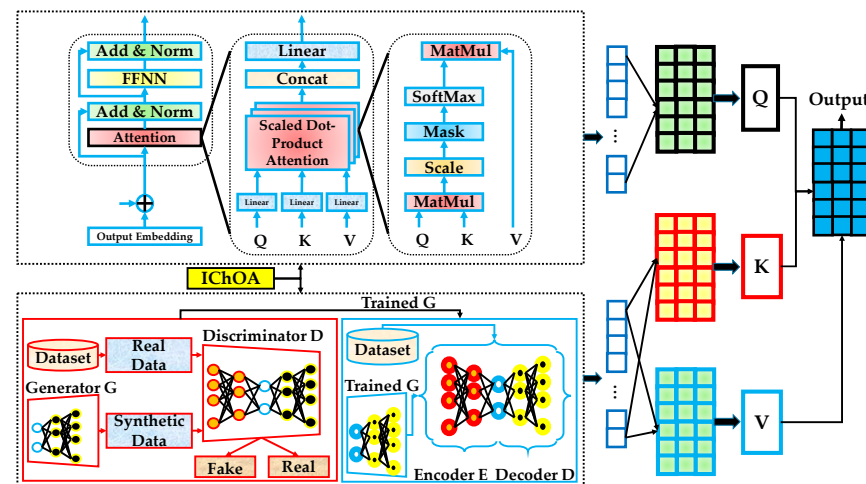 Add & Norm
FFNN
Add & Norm
Attention
Output Embedding
Linear
Concat
Scaled Dot-
Product
Attention
Linear
Linear
Linear
Q
K
V
MatMul
SoftMax
Mask
Scale
MatMul
Q
K
V
IChOA
Trained G
Dataset
Real
Data
Discriminator D
Generator G
Synthetic
Data
Fake
Real
Dataset
Trained G
Encoder E
Decoder D
Q
K
V
Output